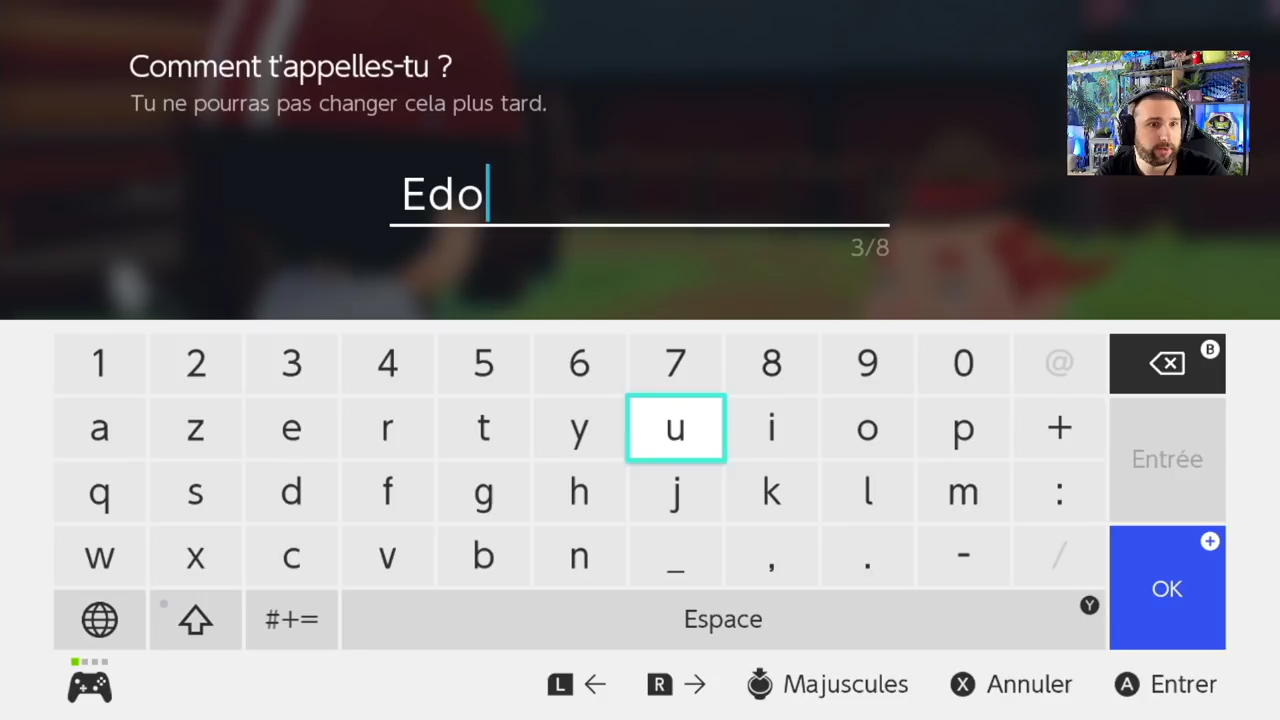 Comment t'appelles-tu ?
Tu ne pourras pas changer cela plus tard.
Edo
3/8
1 2 3 4 5 6 7 8 9 0 @ B
a z e r t y u i o p + Entrée
q s d f g h j k l m :
w x c v b n _ , . - / + OK
#+= Espace Y
L ← R → Majuscules X Annuler A Entrer